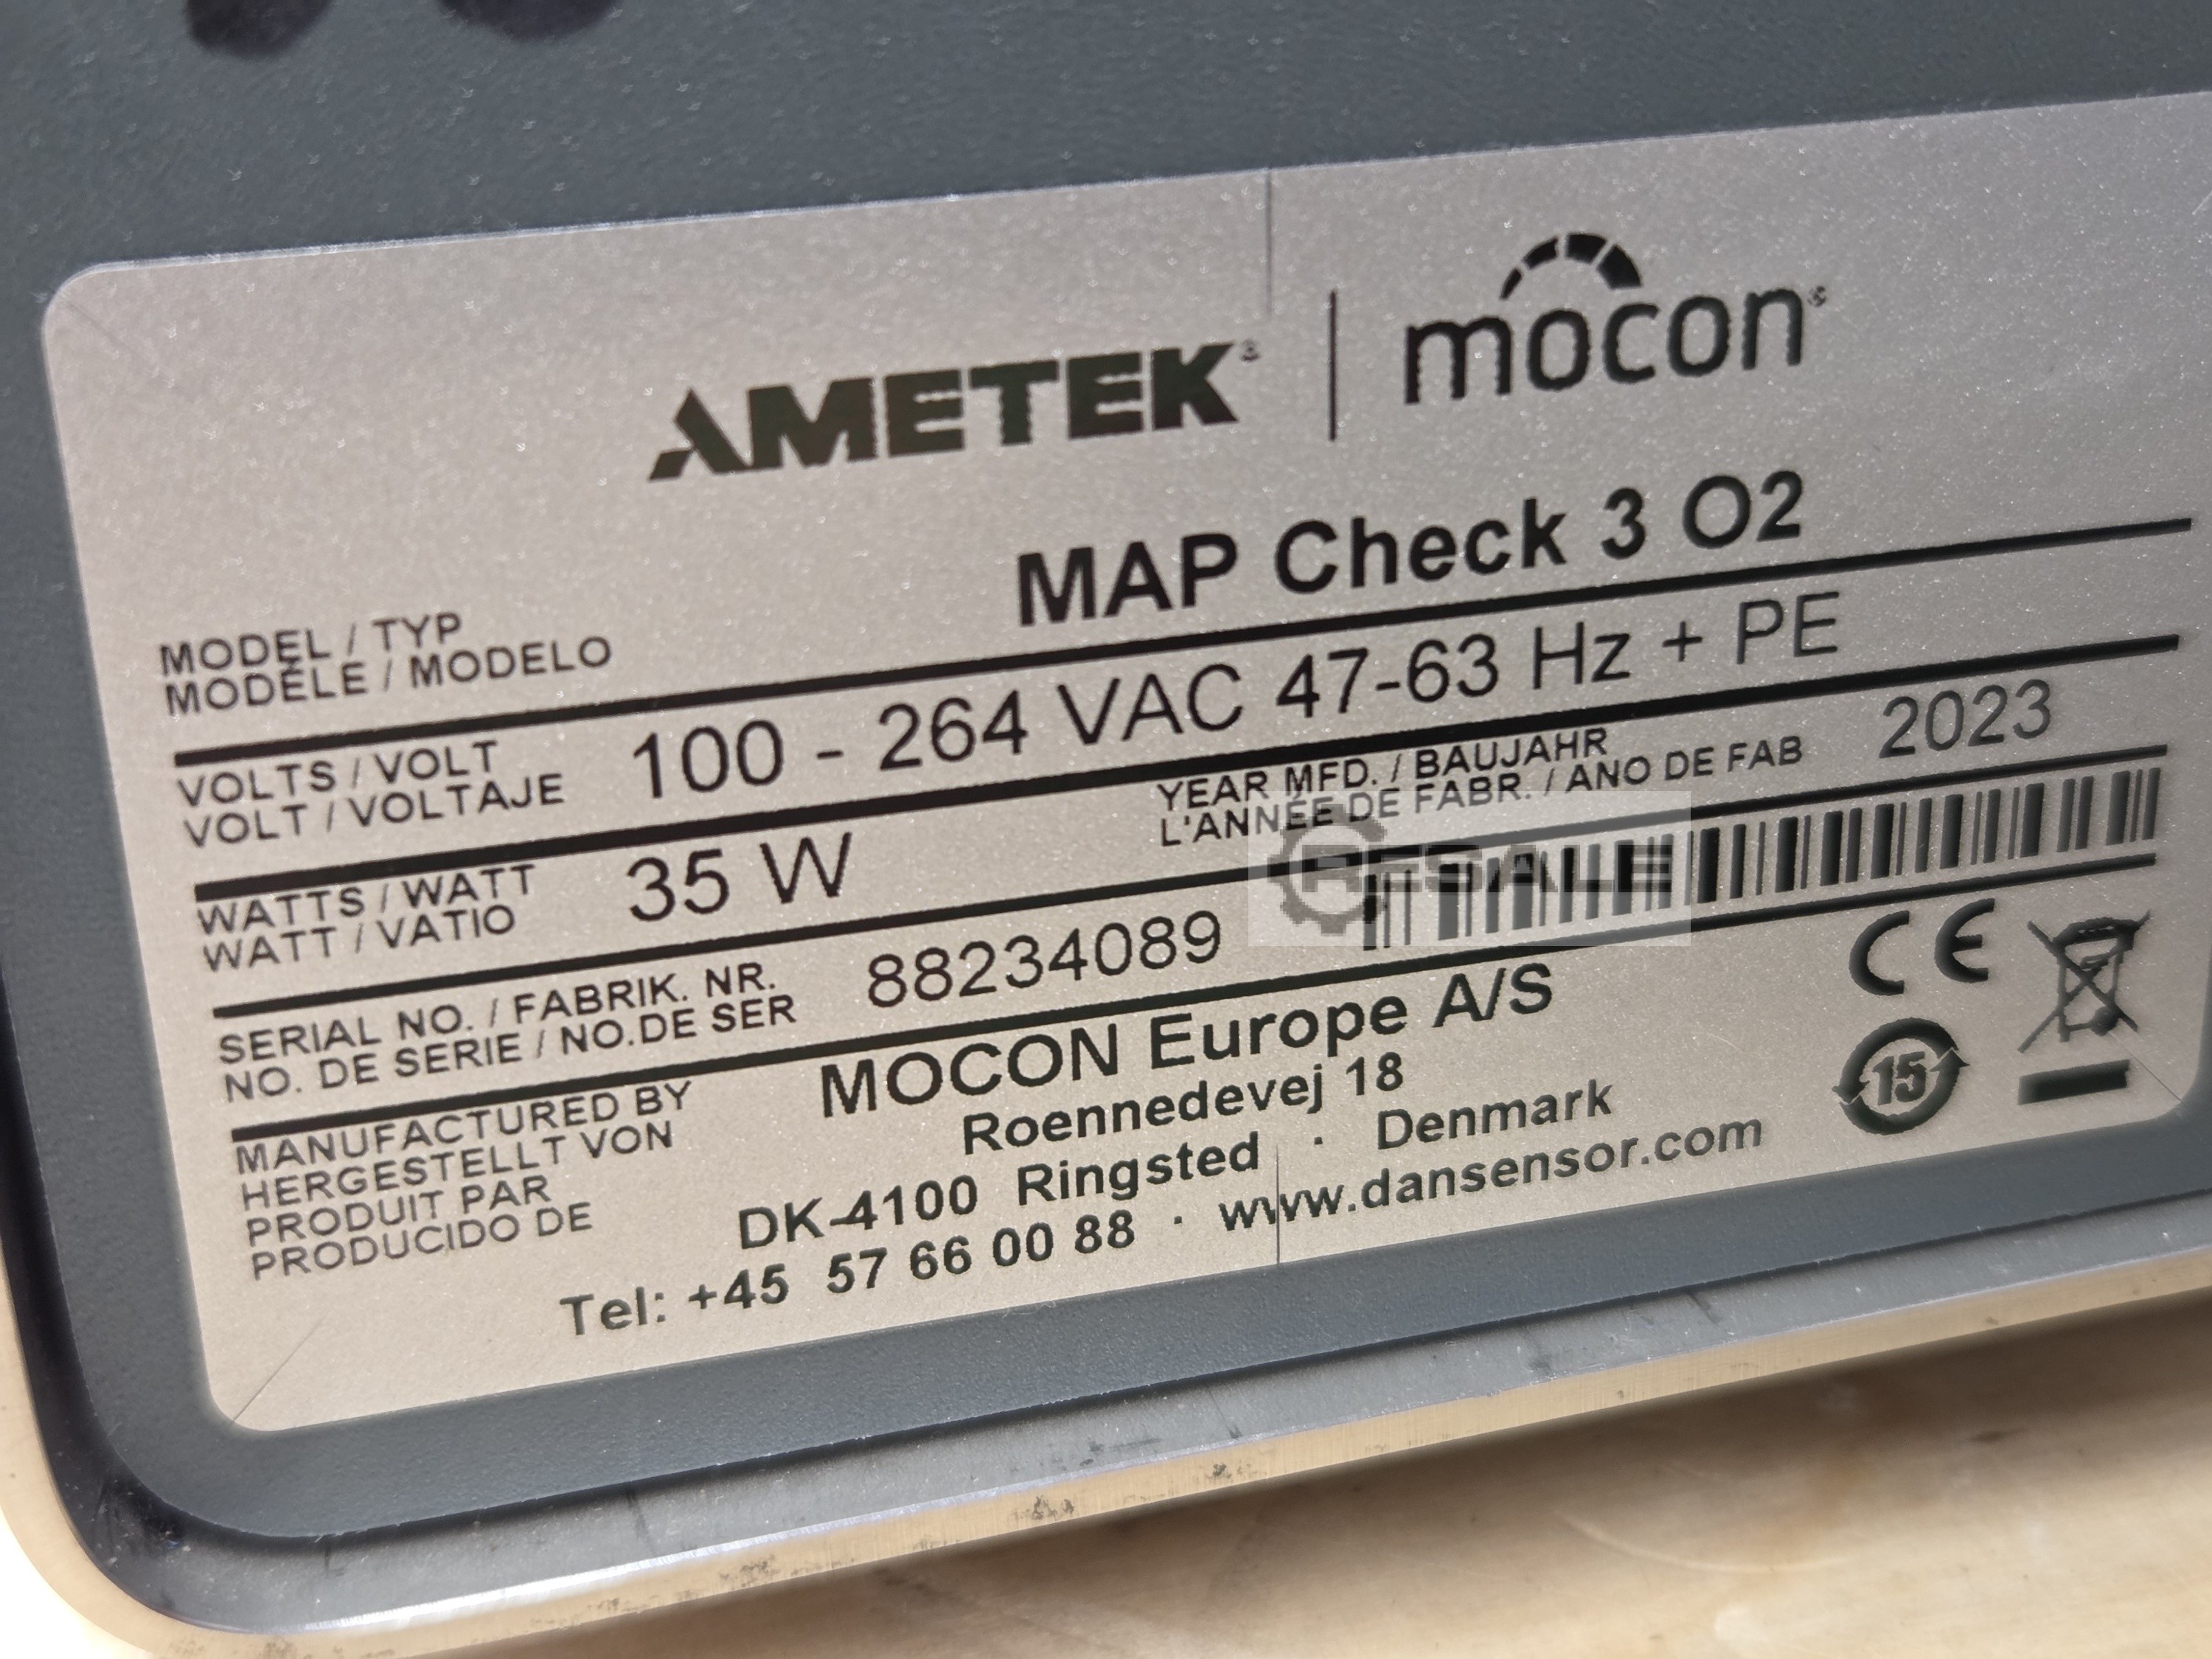 AMETEK® | mocon®
MODEL / TYP
MODÈLE / MODELO
MAP Check 3 O2
VOLTS / VOLT
VOLT / VOLTAJE
100 - 264 VAC 47-63 Hz + PE
WATTS / WATT
WATT / VATIO
35 W
YEAR MFD. / BAUJAHR
L'ANNÉE DE FABR. / ANO DE FAB
2023
SERIAL NO. / FABRIK. NR.
NO. DE SERIE / NO.DE SER
88234089
RESALE
MANUFACTURED BY
HERGESTELLT VON
PRODUIT PAR
PRODUCIDO DE
MOCON Europe A/S
Roennedevej 18
DK-4100 Ringsted · Denmark
Tel: +45 57 66 00 88 · www.dansensor.com
CE
15